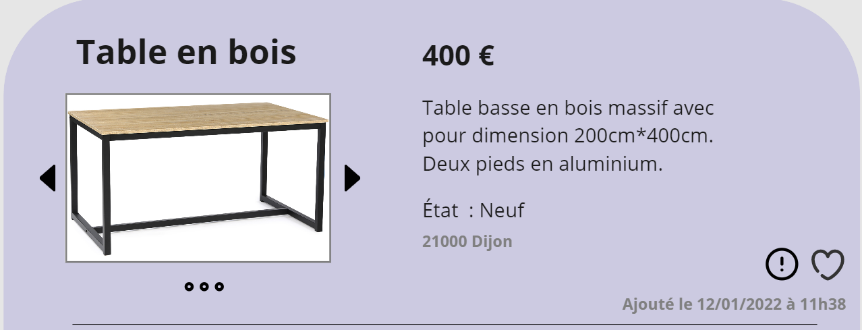 Table en bois
400 €
Table basse en bois massif avec
pour dimension 200cm*400cm.
Deux pieds en aluminium.
État : Neuf
21000 Dijon
Ajouté le 12/01/2022 à 11h38